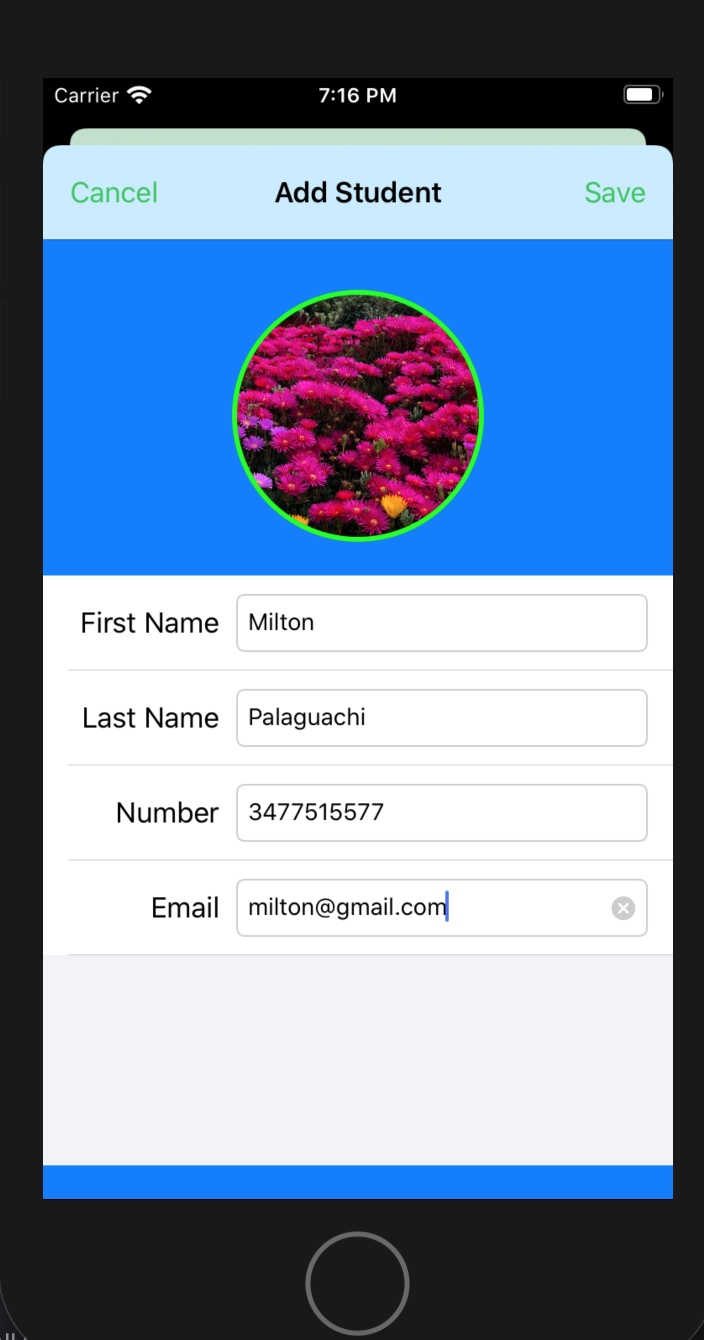 Carrier 7:16 PM
Cancel Add Student Save
First Name Milton
Last Name Palaguachi
Number 3477515577
Email milton@gmail.com